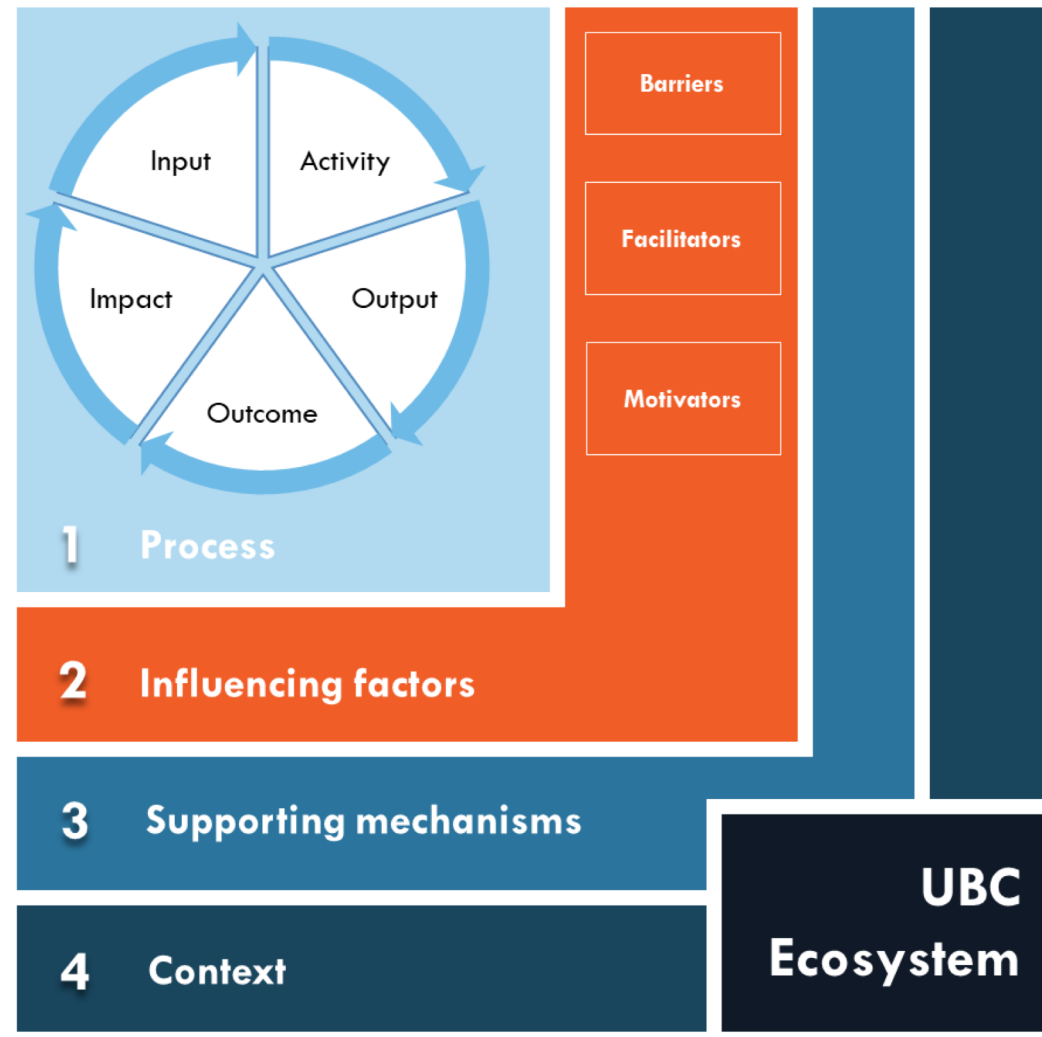 Input
Activity
Output
Outcome
Impact
1 Process
Barriers
Facilitators
Motivators
2 Influencing factors
3 Supporting mechanisms
4 Context
UBC
Ecosystem